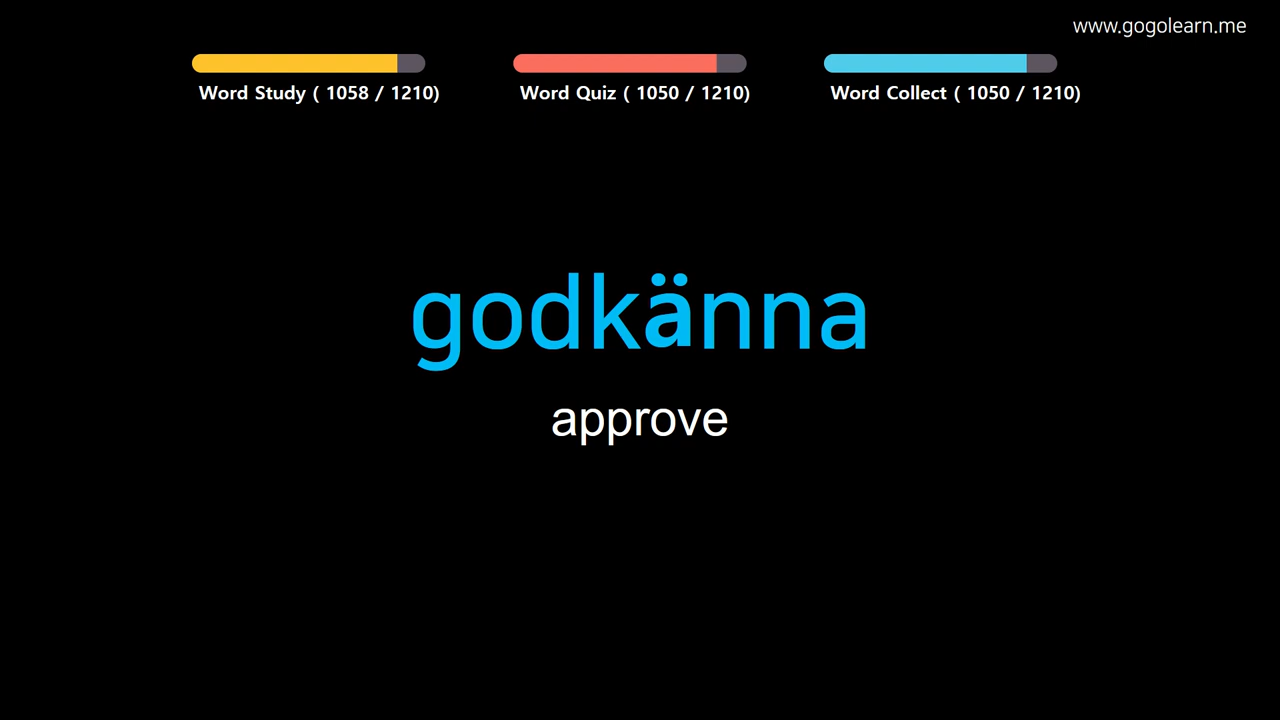 www.gogolearn.me
Word Study ( 1058 / 1210)
Word Quiz ( 1050 / 1210)
Word Collect ( 1050 / 1210)
godkänna
approve